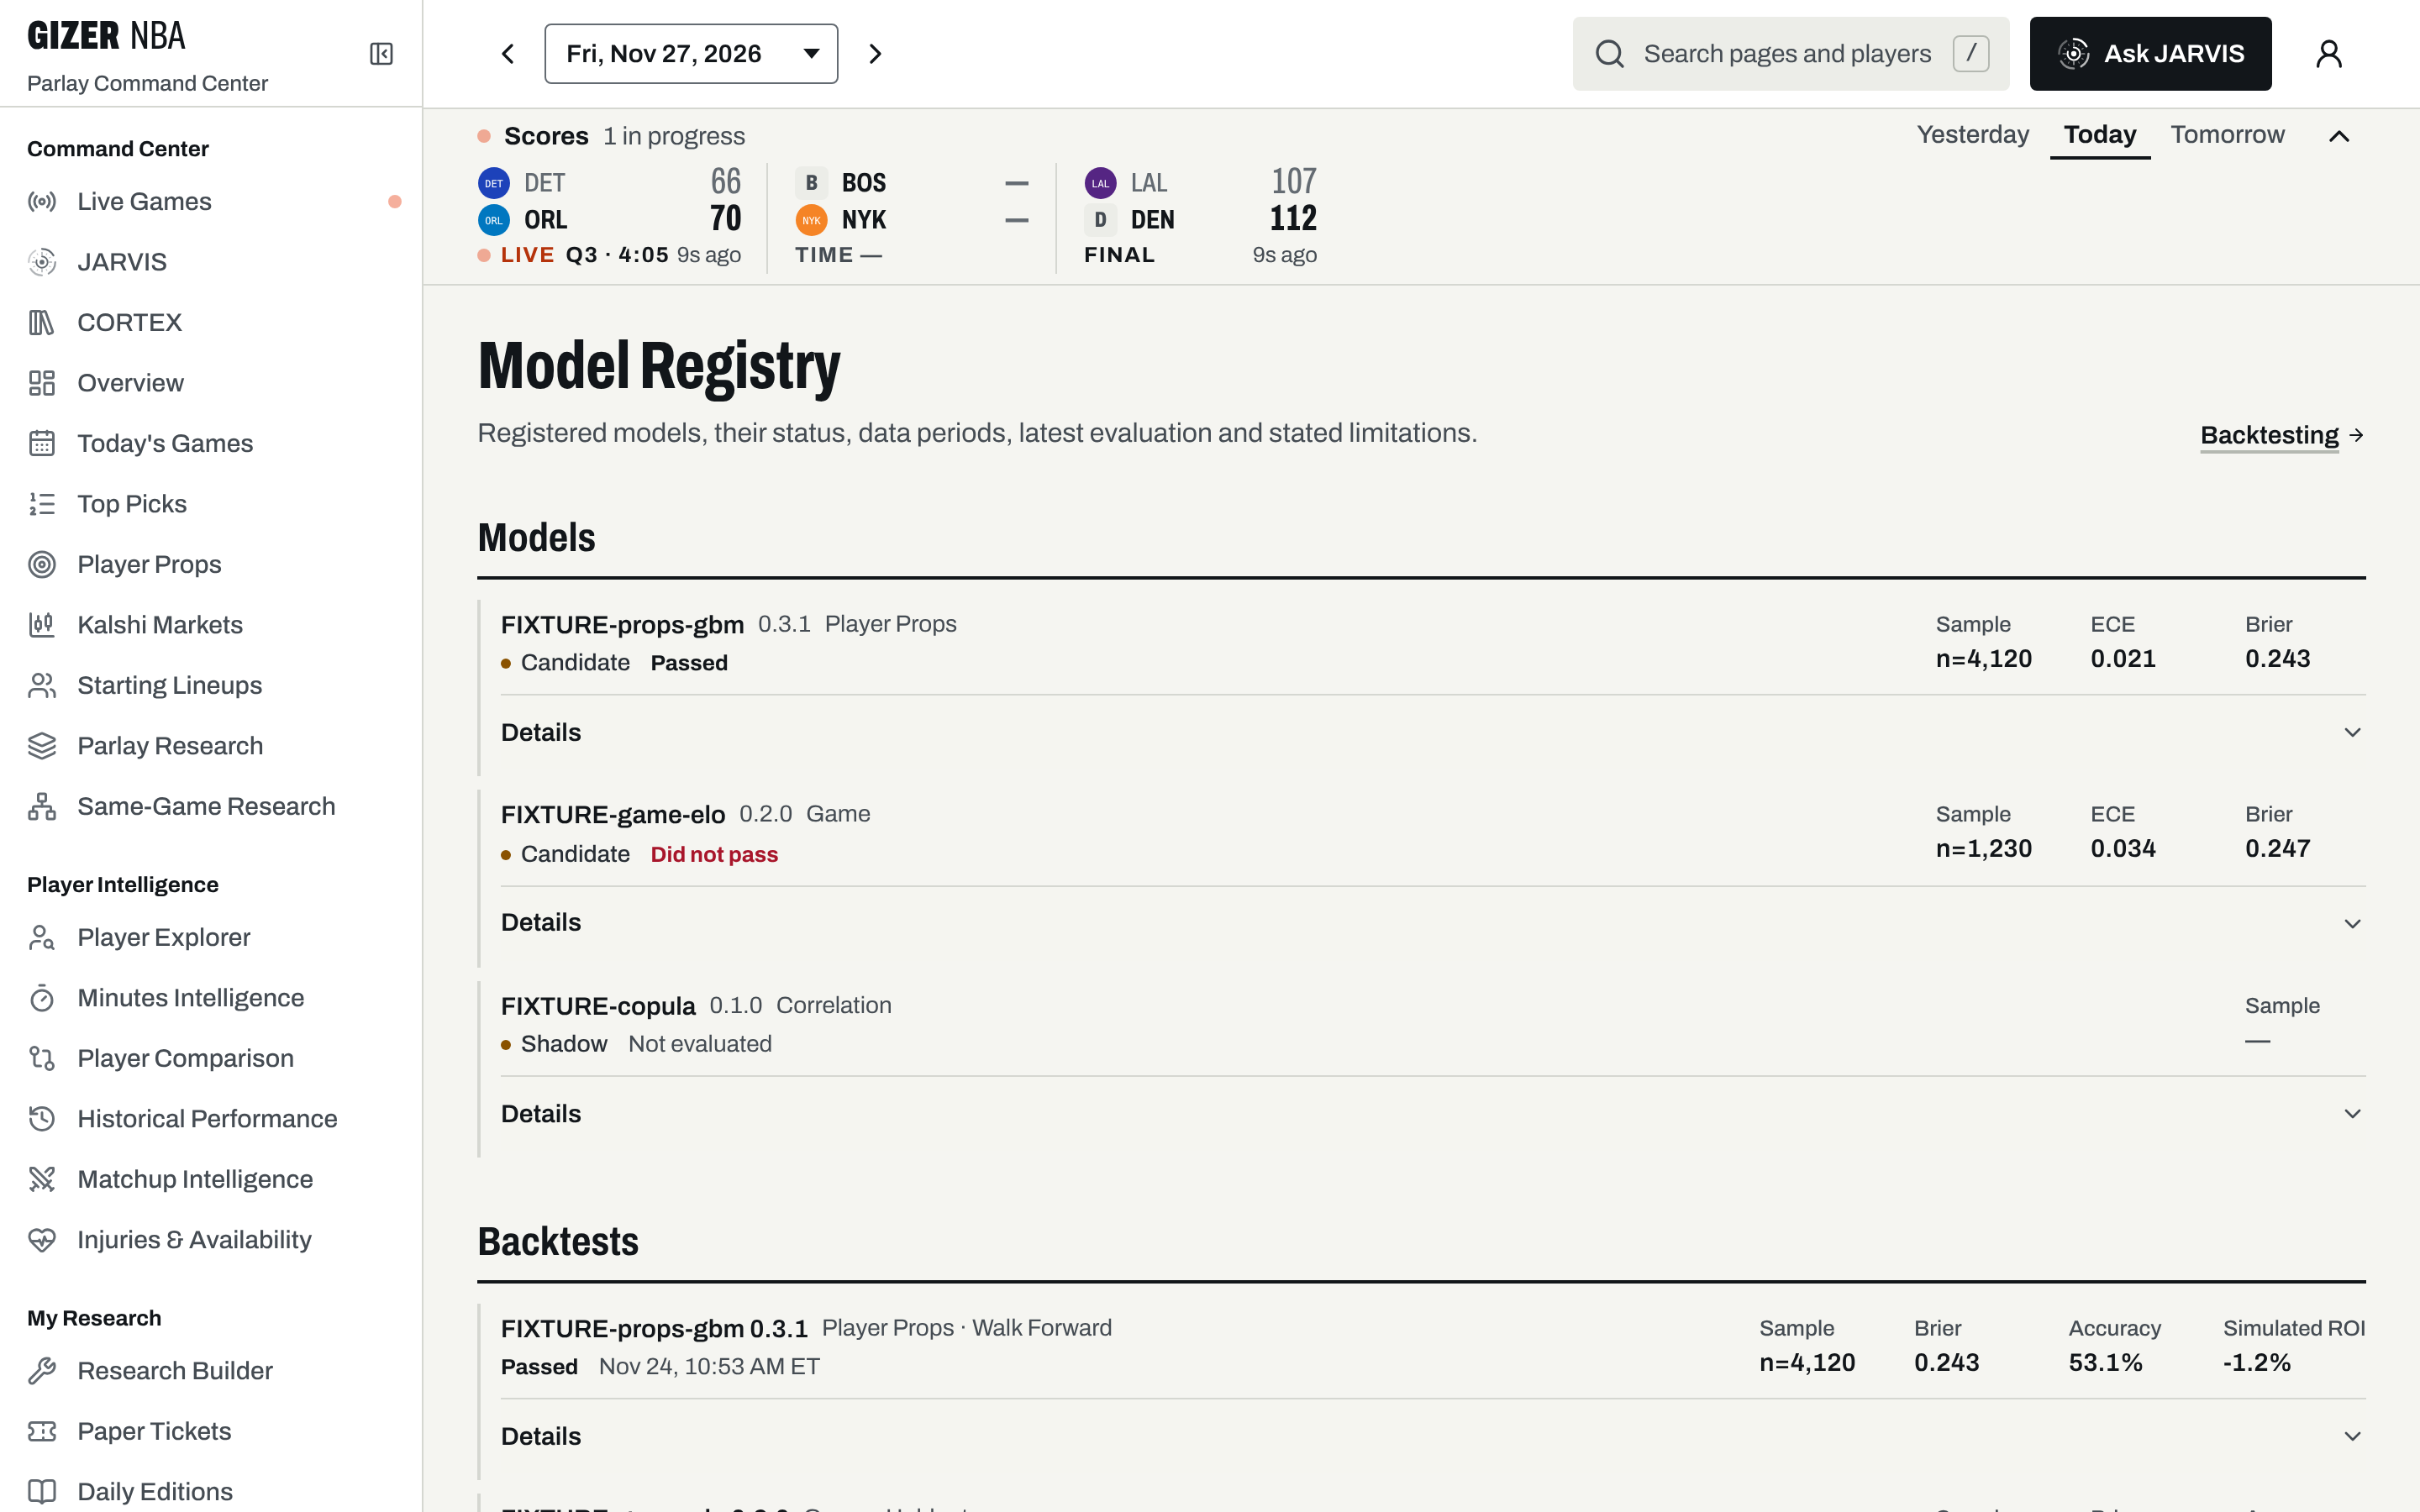 GIZER NBA
Parlay Command Center
Fri, Nov 27, 2026
Search pages and players /
Ask JARVIS
Command Center
Live Games
JARVIS
CORTEX
Overview
Today's Games
Top Picks
Player Props
Kalshi Markets
Starting Lineups
Parlay Research
Same-Game Research
Player Intelligence
Player Explorer
Minutes Intelligence
Player Comparison
Historical Performance
Matchup Intelligence
Injuries & Availability
My Research
Research Builder
Paper Tickets
Daily Editions
Scores 1 in progress
Yesterday Today Tomorrow
DET DET 66
ORL ORL 70
LIVE Q3 · 4:05 9s ago
B BOS —
NYK NYK —
TIME —
LAL LAL 107
D DEN 112
FINAL 9s ago
Model Registry
Registered models, their status, data periods, latest evaluation and stated limitations.
Backtesting →
Models
FIXTURE-props-gbm 0.3.1 Player Props
Candidate Passed
Sample ECE Brier
n=4,120 0.021 0.243
Details
FIXTURE-game-elo 0.2.0 Game
Candidate Did not pass
Sample ECE Brier
n=1,230 0.034 0.247
Details
FIXTURE-copula 0.1.0 Correlation
Shadow Not evaluated
Sample
—
Details
Backtests
FIXTURE-props-gbm 0.3.1 Player Props · Walk Forward
Passed Nov 24, 10:53 AM ET
Sample Brier Accuracy Simulated ROI
n=4,120 0.243 53.1% -1.2%
Details